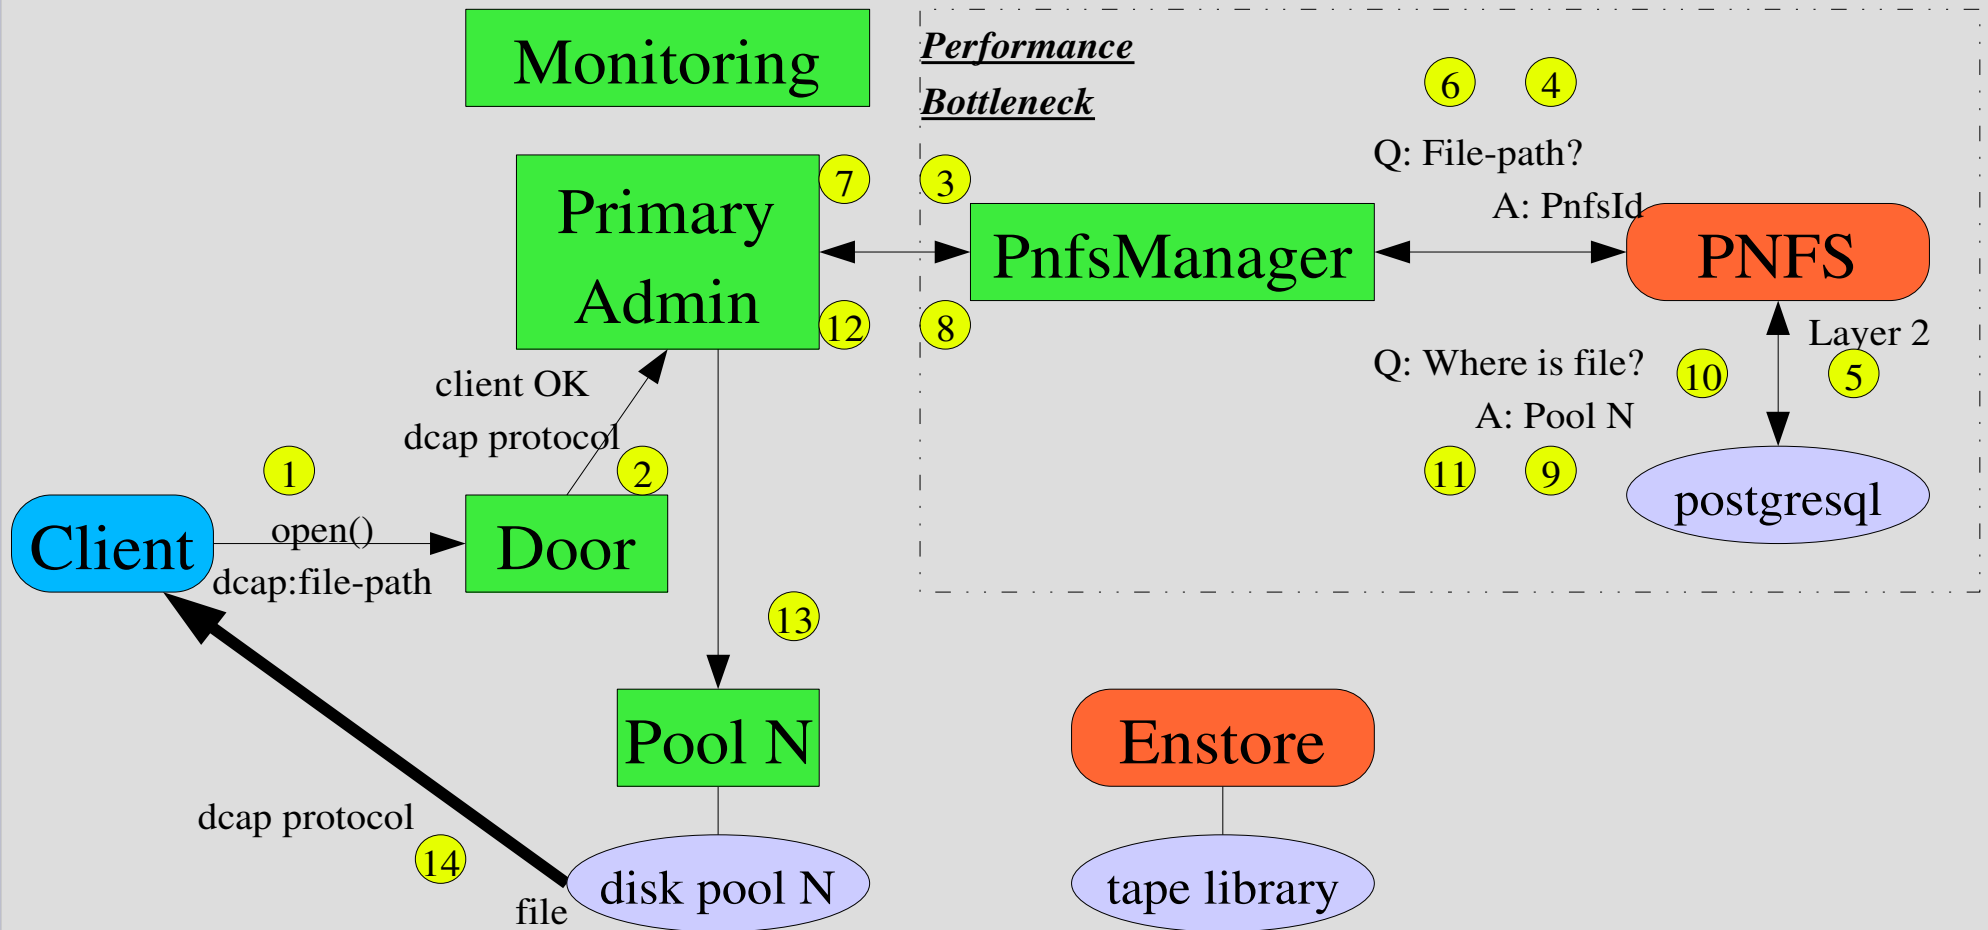 Monitoring
Performance
Bottleneck
6
4
Q: File-path?
A: PnfsId
7
3
Primary
Admin
PnfsManager
PNFS
12
8
Layer 2
client OK
Q: Where is file?
10
5
dcap protocol
A: Pool N
1
2
11
9
open()
Client
Door
postgresql
dcap:file-path
13
Pool N
Enstore
dcap protocol
14
disk pool N
tape library
file